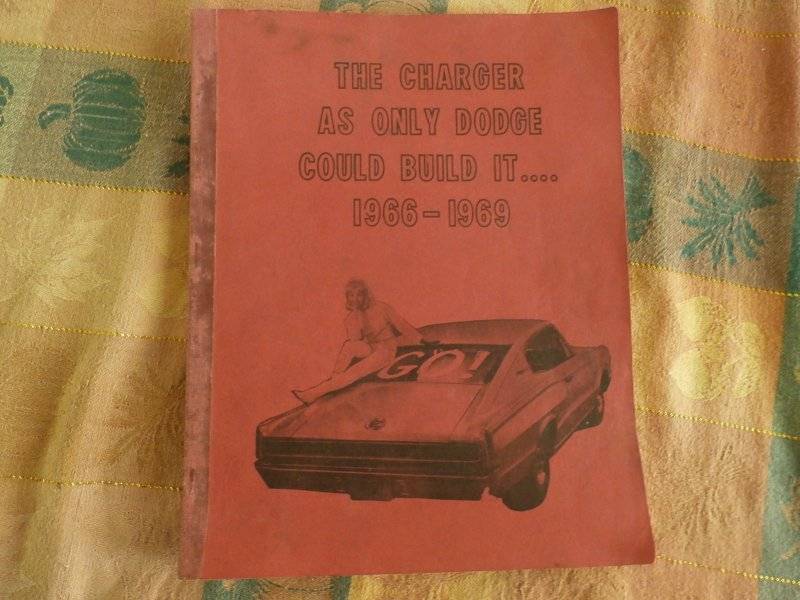 THE CHARGER
AS ONLY DODGE
COULD BUILD IT....
1966-1969
GO!